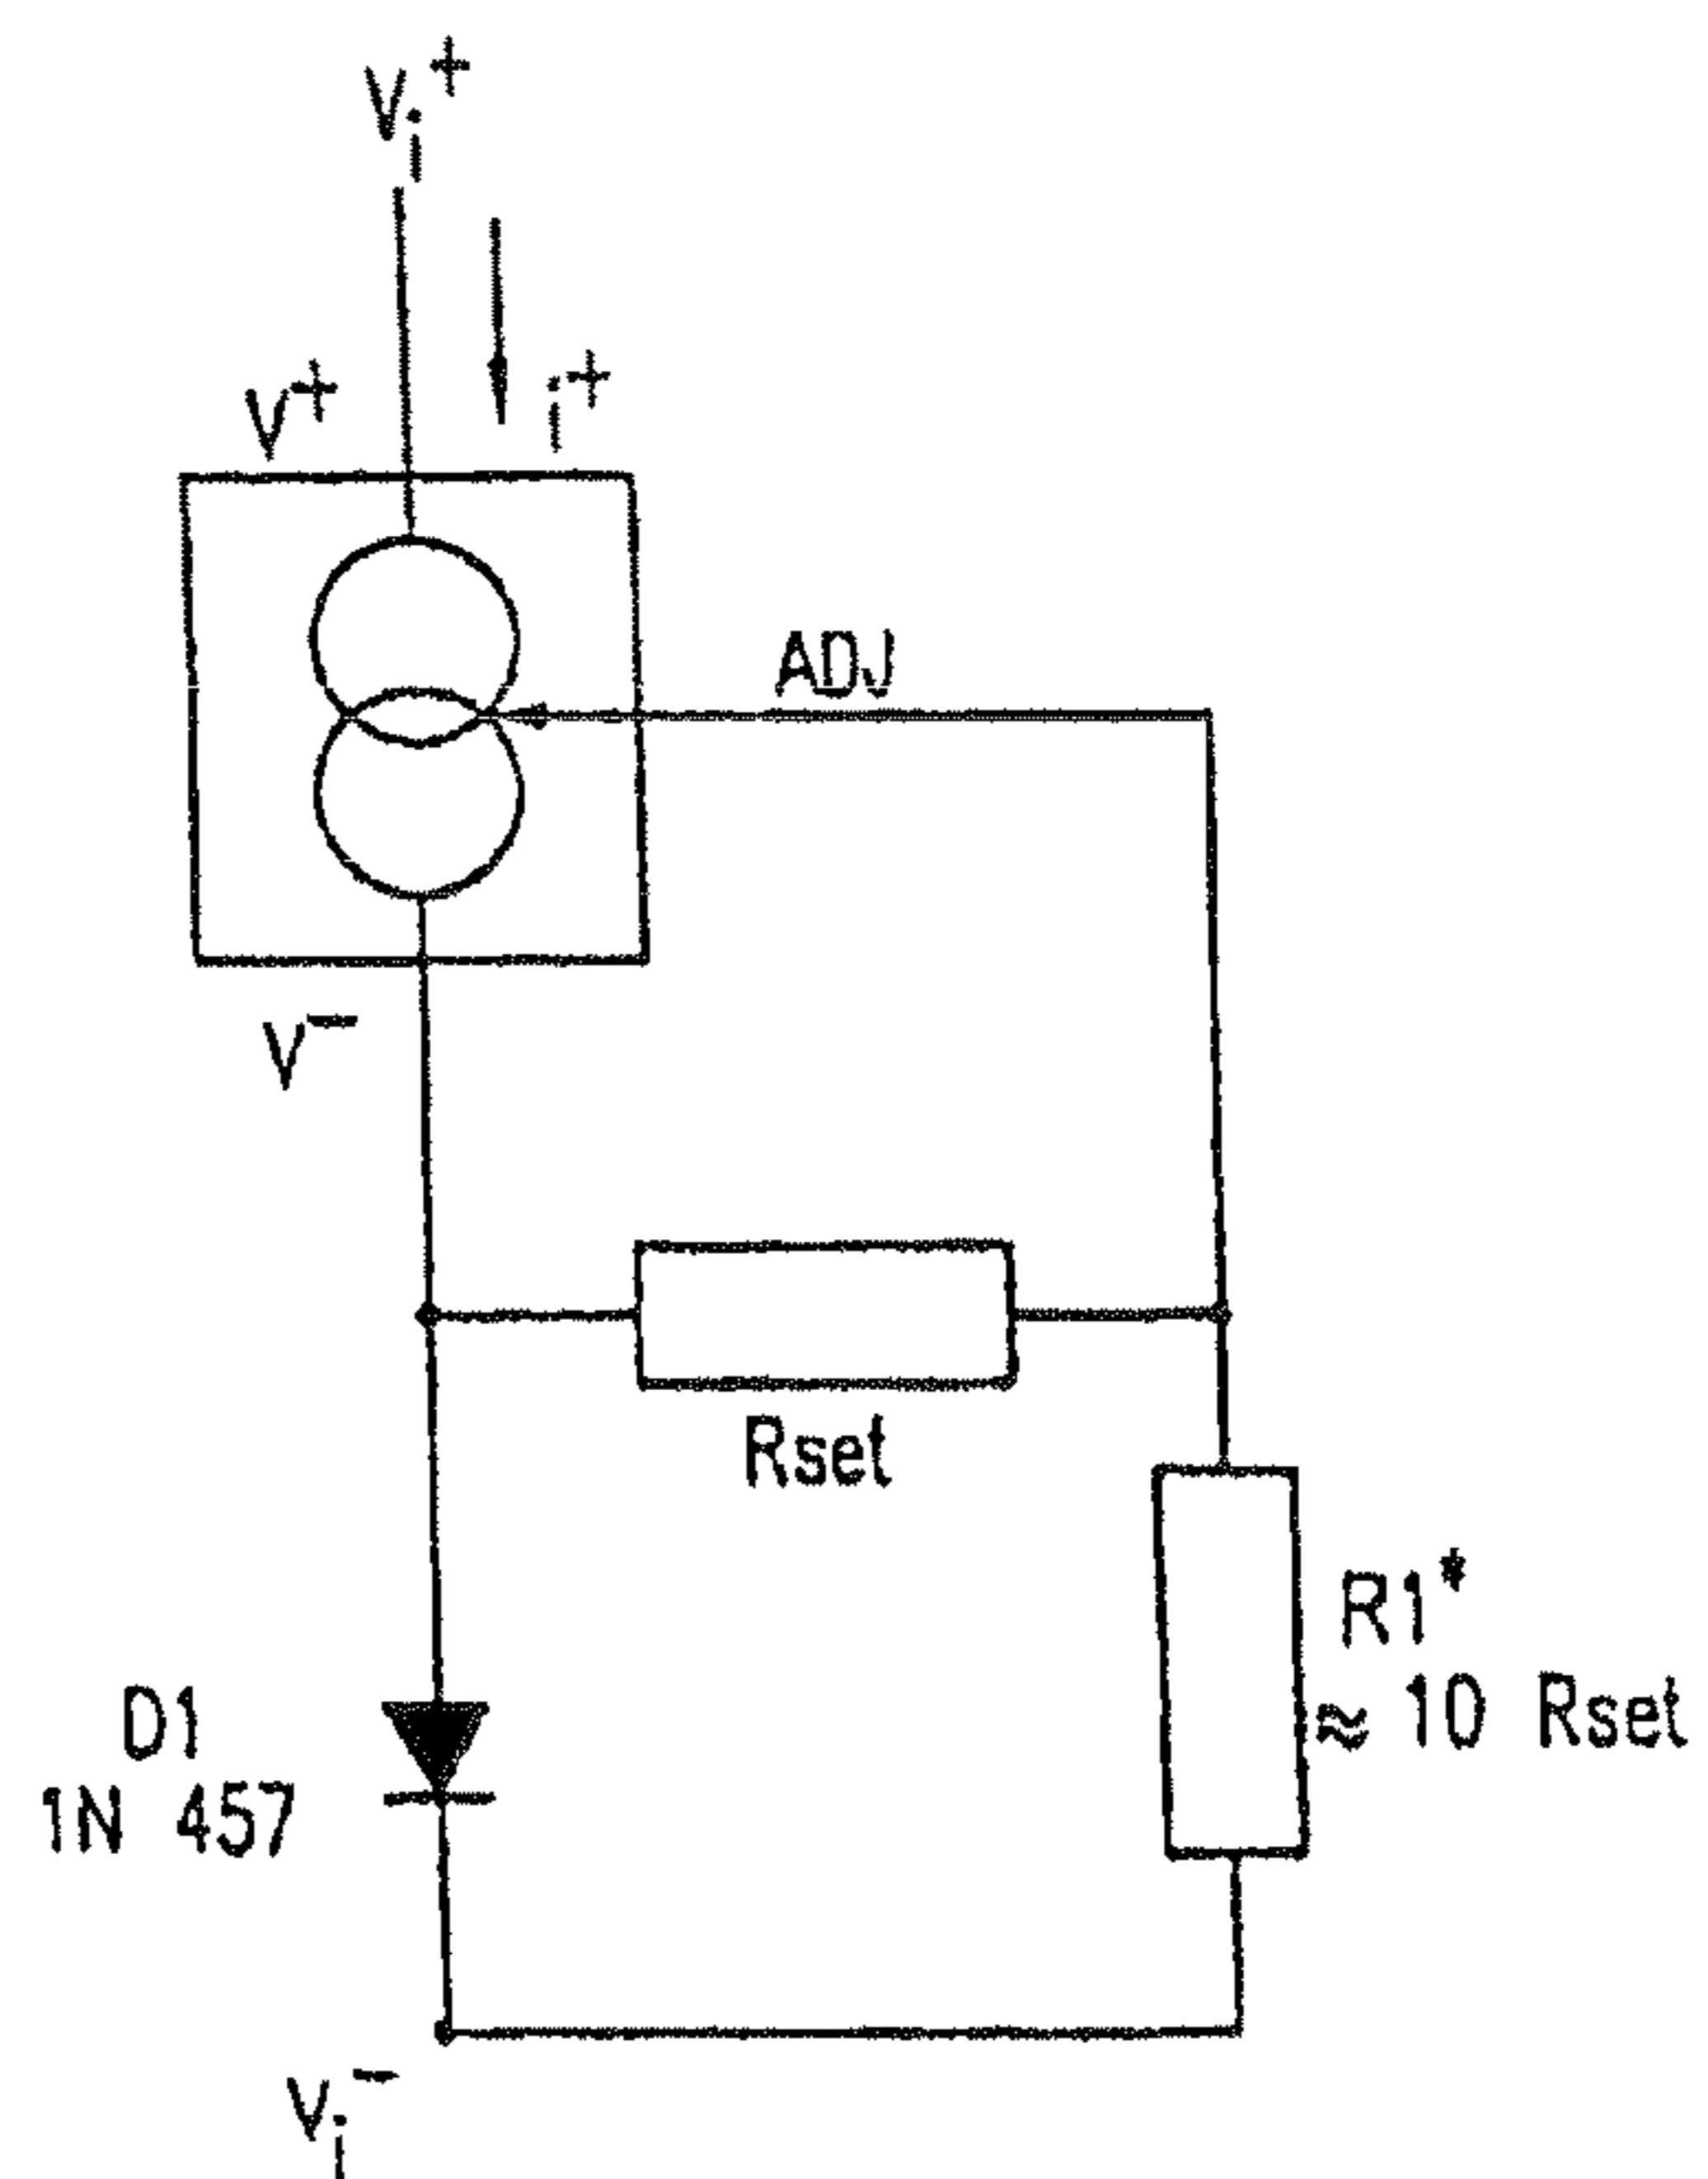 Vi+
V+
i+
ADJ
V−
Rset
R1*
≈ 10 Rset
D1
1N 457
Vi−